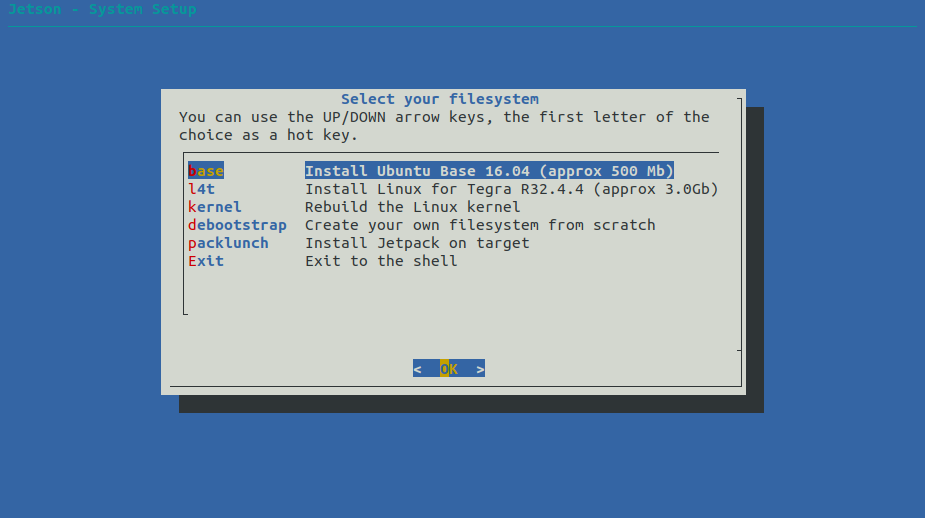 Jetson - System Setup
Select your filesystem
You can use the UP/DOWN arrow keys, the first letter of the
choice as a hot key.
base Install Ubuntu Base 16.04 (approx 500 Mb)
l4t Install Linux for Tegra R32.4.4 (approx 3.0Gb)
kernel Rebuild the Linux kernel
debootstrap Create your own filesystem from scratch
packlunch Install Jetpack on target
Exit Exit to the shell
< OK >